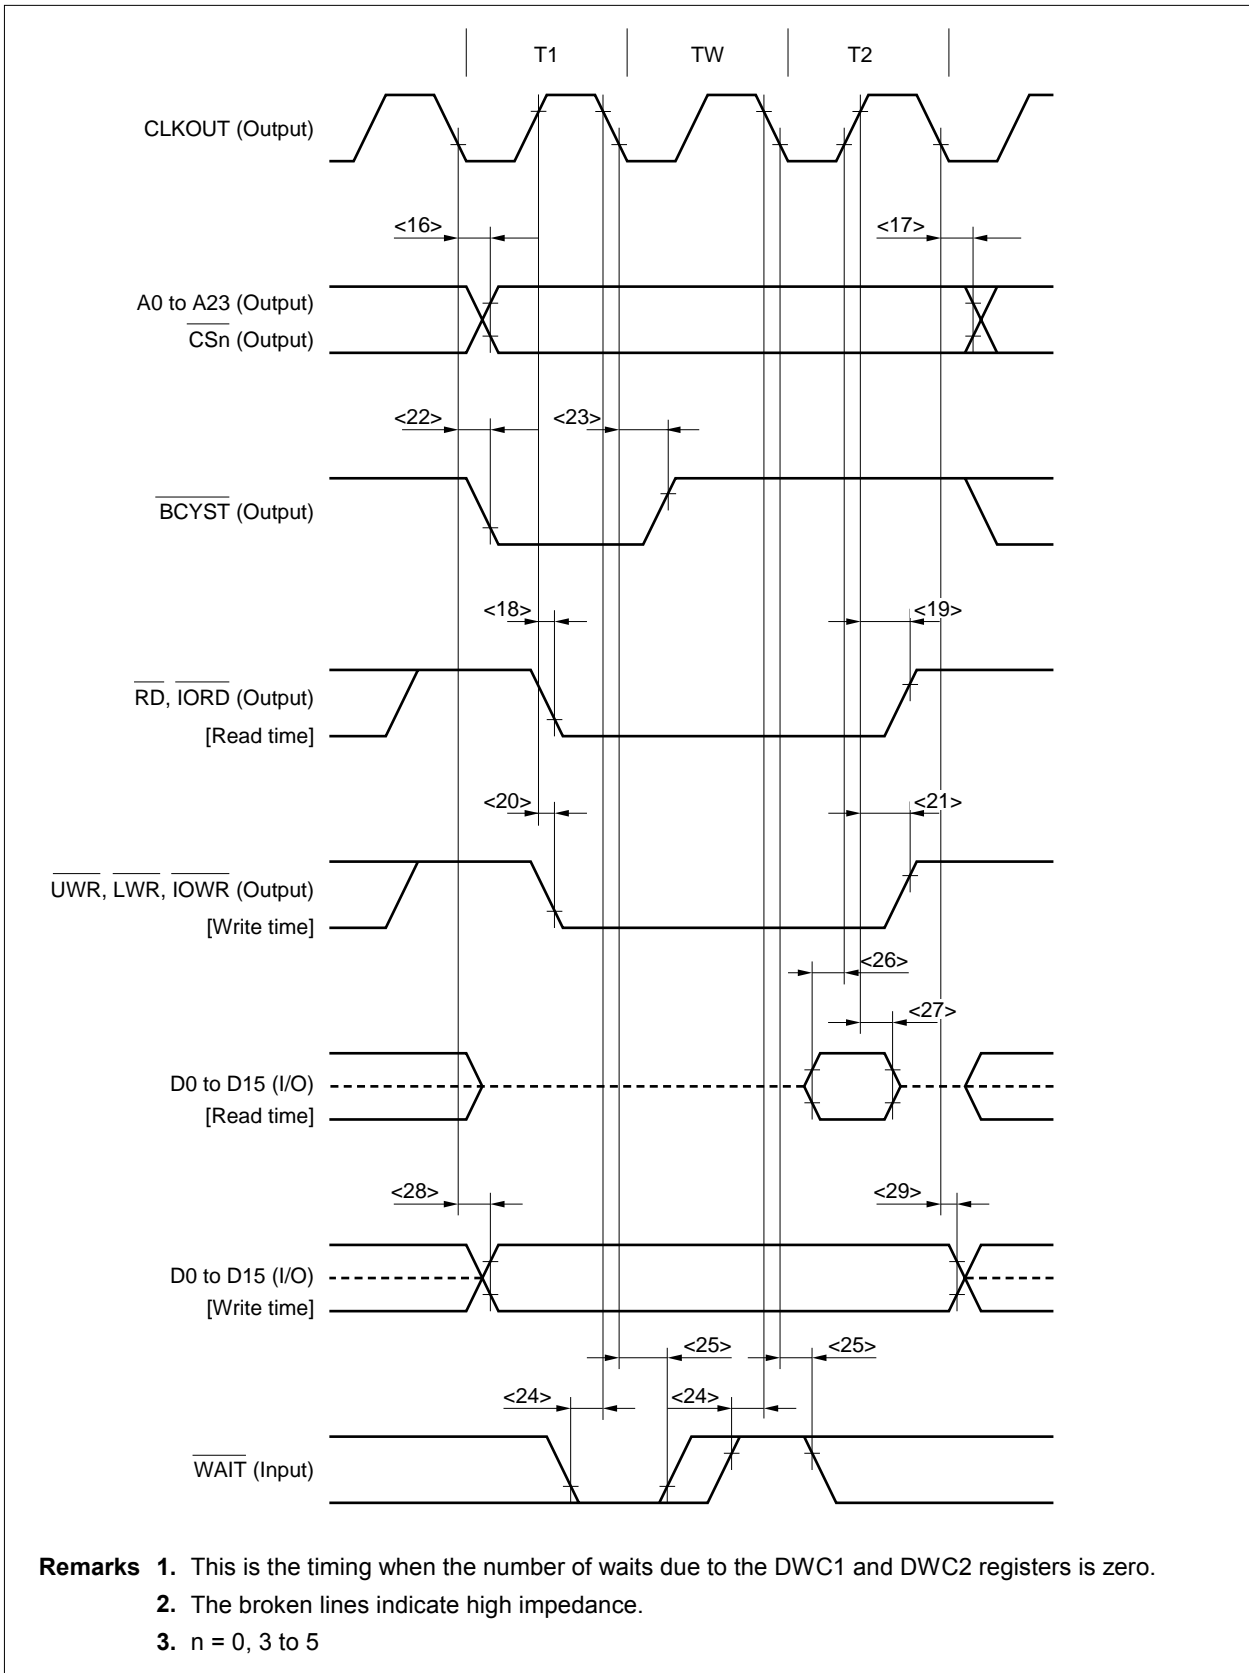 T1 TW T2
CLKOUT (Output)
<16> <17>
A0 to A23 (Output)
CSn (Output)
<22> <23>
BCYST (Output)
<18> <19>
RD, IORD (Output)
[Read time]
<20> <21>
UWR, LWR, IOWR (Output)
[Write time]
<26>
<27>
D0 to D15 (I/O)
[Read time]
<28> <29>
D0 to D15 (I/O)
[Write time]
<25> <25>
<24> <24>
WAIT (Input)
Remarks 1. This is the timing when the number of waits due to the DWC1 and DWC2 registers is zero.
2. The broken lines indicate high impedance.
3. n = 0, 3 to 5